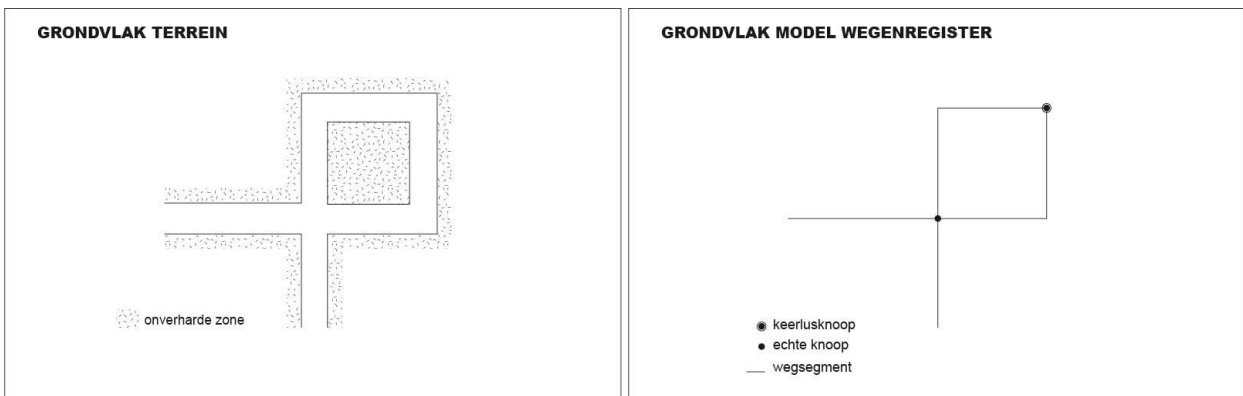 GRONDVLAK TERREIN
onverharde zone
GRONDVLAK MODEL WEGENREGISTER
keerlusknoop
echte knoop
wegsegment